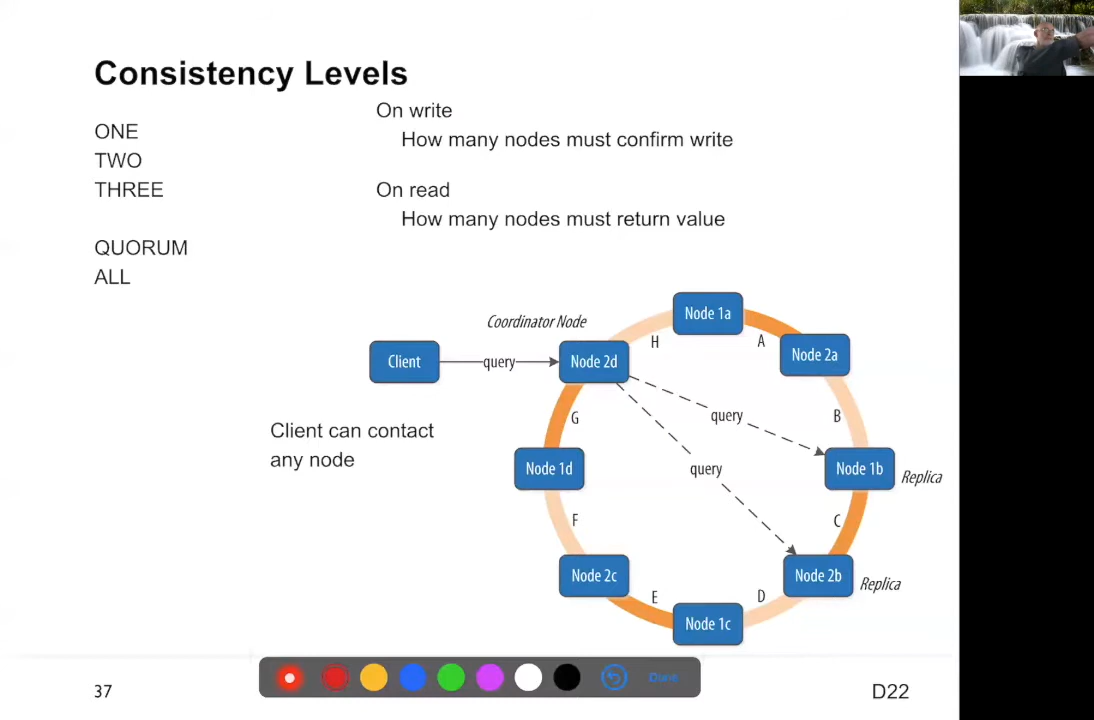 Consistency Levels
ONE
TWO
THREE
QUORUM
ALL
On write
How many nodes must confirm write
On read
How many nodes must return value
Client can contact
any node
Coordinator Node
Client
query
Node 2d
H
Node 1a
A
Node 2a
B
Node 1b
Replica
C
Node 2b
Replica
D
Node 1c
E
Node 2c
F
Node 1d
G
query
query
Done
37
D22